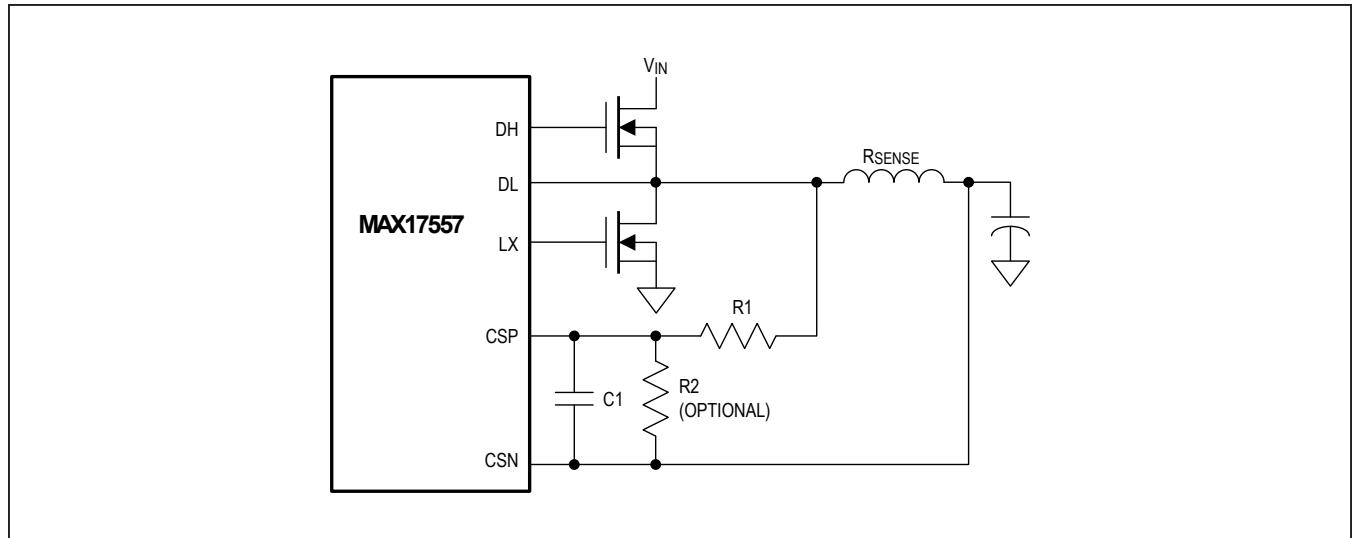 VIN
DH
RSENSE
DL
MAX17557
LX
R1
CSP
R2
C1
(OPTIONAL)
CSN